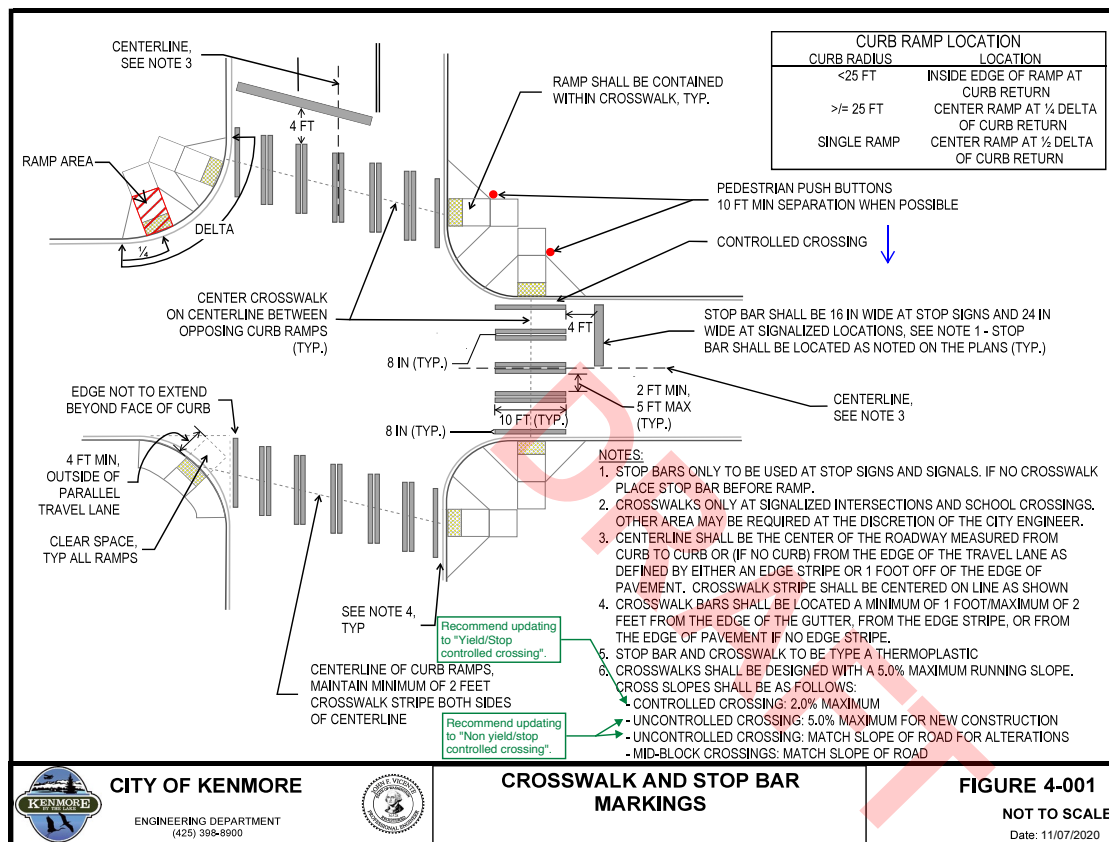 CENTERLINE,
SEE NOTE 3
4 FT
RAMP SHALL BE CONTAINED
WITHIN CROSSWALK, TYP.
CURB RAMP LOCATION
CURB RADIUS LOCATION
<25 FT INSIDE EDGE OF RAMP AT
CURB RETURN
>/= 25 FT CENTER RAMP AT ¼ DELTA
OF CURB RETURN
SINGLE RAMP CENTER RAMP AT ½ DELTA
OF CURB RETURN
RAMP AREA
DELTA
¼
PEDESTRIAN PUSH BUTTONS
10 FT MIN SEPARATION WHEN POSSIBLE
CONTROLLED CROSSING
CENTER CROSSWALK
ON CENTERLINE BETWEEN
OPPOSING CURB RAMPS
(TYP.)
4 FT
STOP BAR SHALL BE 16 IN WIDE AT STOP SIGNS AND 24 IN
WIDE AT SIGNALIZED LOCATIONS, SEE NOTE 1 - STOP
BAR SHALL BE LOCATED AS NOTED ON THE PLANS (TYP.)
8 IN (TYP.)
2 FT MIN,
5 FT MAX
(TYP.)
CENTERLINE,
SEE NOTE 3
10 FT. (TYP.)
8 IN (TYP.)
EDGE NOT TO EXTEND
BEYOND FACE OF CURB
4 FT MIN,
OUTSIDE OF
PARALLEL
TRAVEL LANE
CLEAR SPACE,
TYP ALL RAMPS
SEE NOTE 4,
TYP
CENTERLINE OF CURB RAMPS,
MAINTAIN MINIMUM OF 2 FEET
CROSSWALK STRIPE BOTH SIDES
OF CENTERLINE
NOTES:
1. STOP BARS ONLY TO BE USED AT STOP SIGNS AND SIGNALS. IF NO CROSSWALK
PLACE STOP BAR BEFORE RAMP.
2. CROSSWALKS ONLY AT SIGNALIZED INTERSECTIONS AND SCHOOL CROSSINGS.
OTHER AREA MAY BE REQUIRED AT THE DISCRETION OF THE CITY ENGINEER.
3. CENTERLINE SHALL BE THE CENTER OF THE ROADWAY MEASURED FROM
CURB TO CURB OR (IF NO CURB) FROM THE EDGE OF THE TRAVEL LANE AS
DEFINED BY EITHER AN EDGE STRIPE OR 1 FOOT OFF OF THE EDGE OF
PAVEMENT. CROSSWALK STRIPE SHALL BE CENTERED ON LINE AS SHOWN
4. CROSSWALK BARS SHALL BE LOCATED A MINIMUM OF 1 FOOT/MAXIMUM OF 2
FEET FROM THE EDGE OF THE GUTTER, FROM THE EDGE STRIPE, OR FROM
THE EDGE OF PAVEMENT IF NO EDGE STRIPE.
5 STOP BAR AND CROSSWALK TO BE TYPE A THERMOPLASTIC
6. CROSSWALKS SHALL BE DESIGNED WITH A 5.0% MAXIMUM RUNNING SLOPE.
CROSS SLOPES SHALL BE AS FOLLOWS:
- CONTROLLED CROSSING: 2.0% MAXIMUM
- UNCONTROLLED CROSSING: 5.0% MAXIMUM FOR NEW CONSTRUCTION
- UNCONTROLLED CROSSING: MATCH SLOPE OF ROAD FOR ALTERATIONS
- MID-BLOCK CROSSINGS: MATCH SLOPE OF ROAD
Recommend updating
to "Yield/Stop
controlled crossing".
Recommend updating
to "Non yield/stop
controlled crossing".
DRAFT
KENMORE
BY THE LAKE
CITY OF KENMORE
ENGINEERING DEPARTMENT
(425) 398-8900
JOHN E. VICENTE
PROFESSIONAL ENGINEER
CROSSWALK AND STOP BAR
MARKINGS
FIGURE 4-001
NOT TO SCALE
Date: 11/07/2020